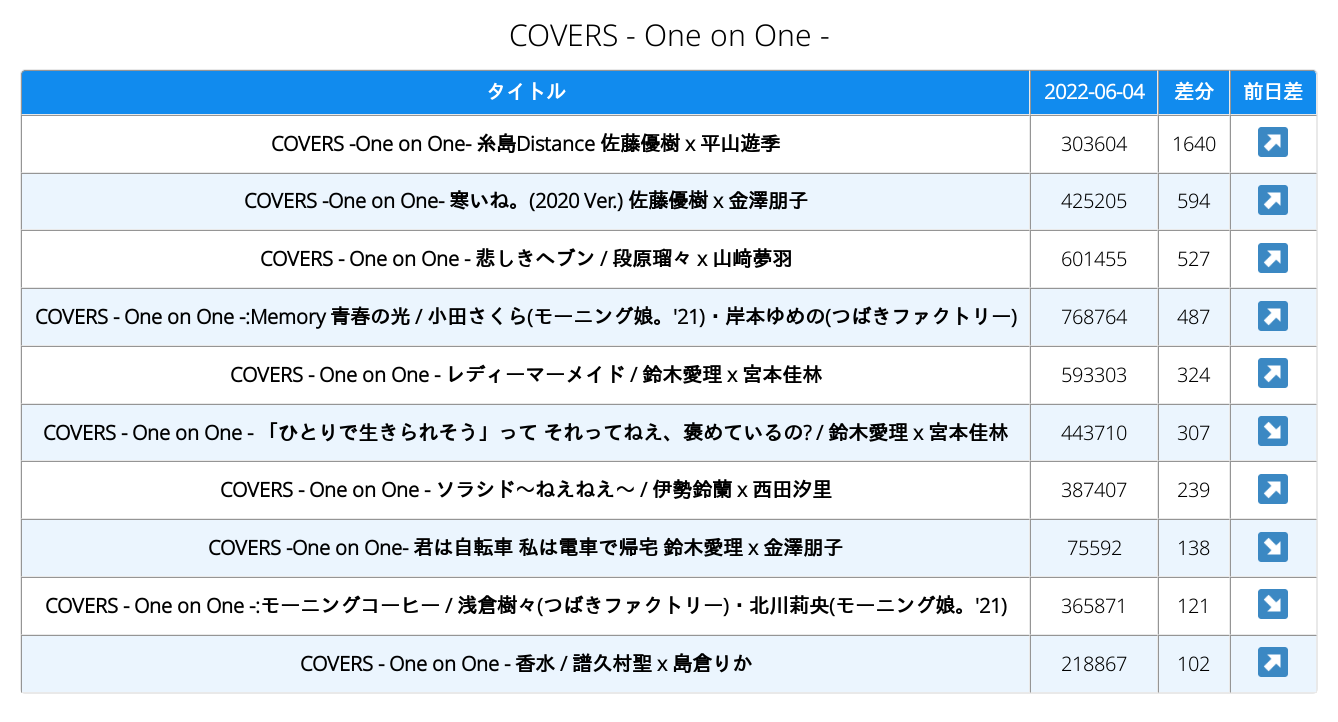 COVERS - One on One -
タイトル 2022-06-04 差分 前日差
COVERS -One on One- 糸島Distance 佐藤優樹 x 平山遊季 303604 1640
COVERS -One on One- 寒いね。(2020 Ver.) 佐藤優樹 x 金澤朋子 425205 594
COVERS - One on One - 悲しきヘブン / 段原瑠々 x 山﨑夢羽 601455 527
COVERS - One on One -:Memory 青春の光 / 小田さくら(モーニング娘。'21)・岸本ゆめの(つばきファクトリー) 768764 487
COVERS - One on One - レディーマーメイド / 鈴木愛理 x 宮本佳林 593303 324
COVERS - One on One - 「ひとりで生きられそう」って それってねえ、褒めているの? / 鈴木愛理 x 宮本佳林 443710 307
COVERS - One on One - ソラシド〜ねえねえ〜 / 伊勢鈴蘭 x 西田汐里 387407 239
COVERS -One on One- 君は自転車 私は電車で帰宅 鈴木愛理 x 金澤朋子 75592 138
COVERS - One on One -:モーニングコーヒー / 浅倉樹々(つばきファクトリー)・北川莉央(モーニング娘。'21) 365871 121
COVERS - One on One - 香水 / 譜久村聖 x 島倉りか 218867 102